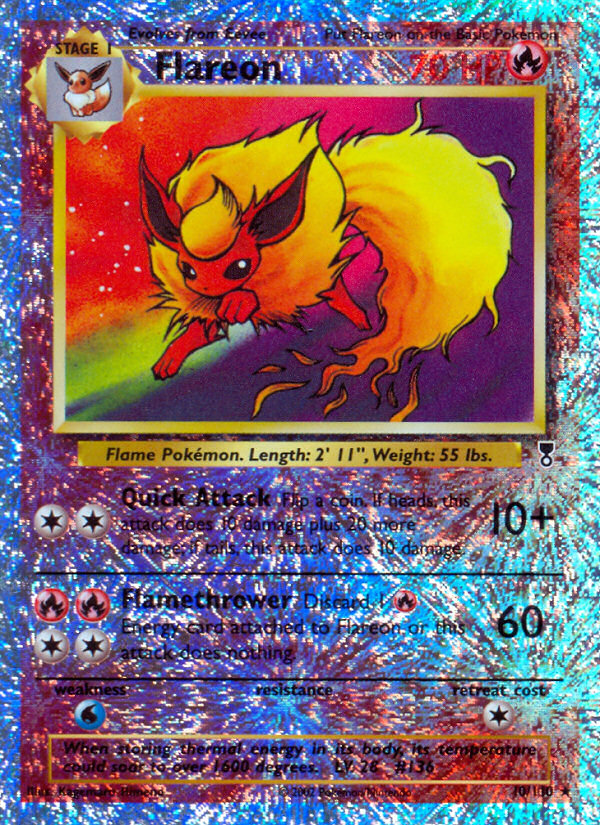 Evolves from Eevee
Put Flareon on the Basic Pokémon
STAGE 1
Flareon
70 HP
Flame Pokémon. Length: 2' 11", Weight: 55 lbs.
Quick Attack Flip a coin. If heads, this
attack does 10 damage plus 20 more
damage; if tails, this attack does 10 damage.
10+
Flamethrower Discard 1
Energy card attached to Flareon or this
attack does nothing.
60
weakness
resistance
retreat cost
When storing thermal energy in its body, its temperature
could soar to over 1600 degrees. LV. 28 #136
Illus. Kagemaru Himeno
©2002 Pokémon/Nintendo
10/110